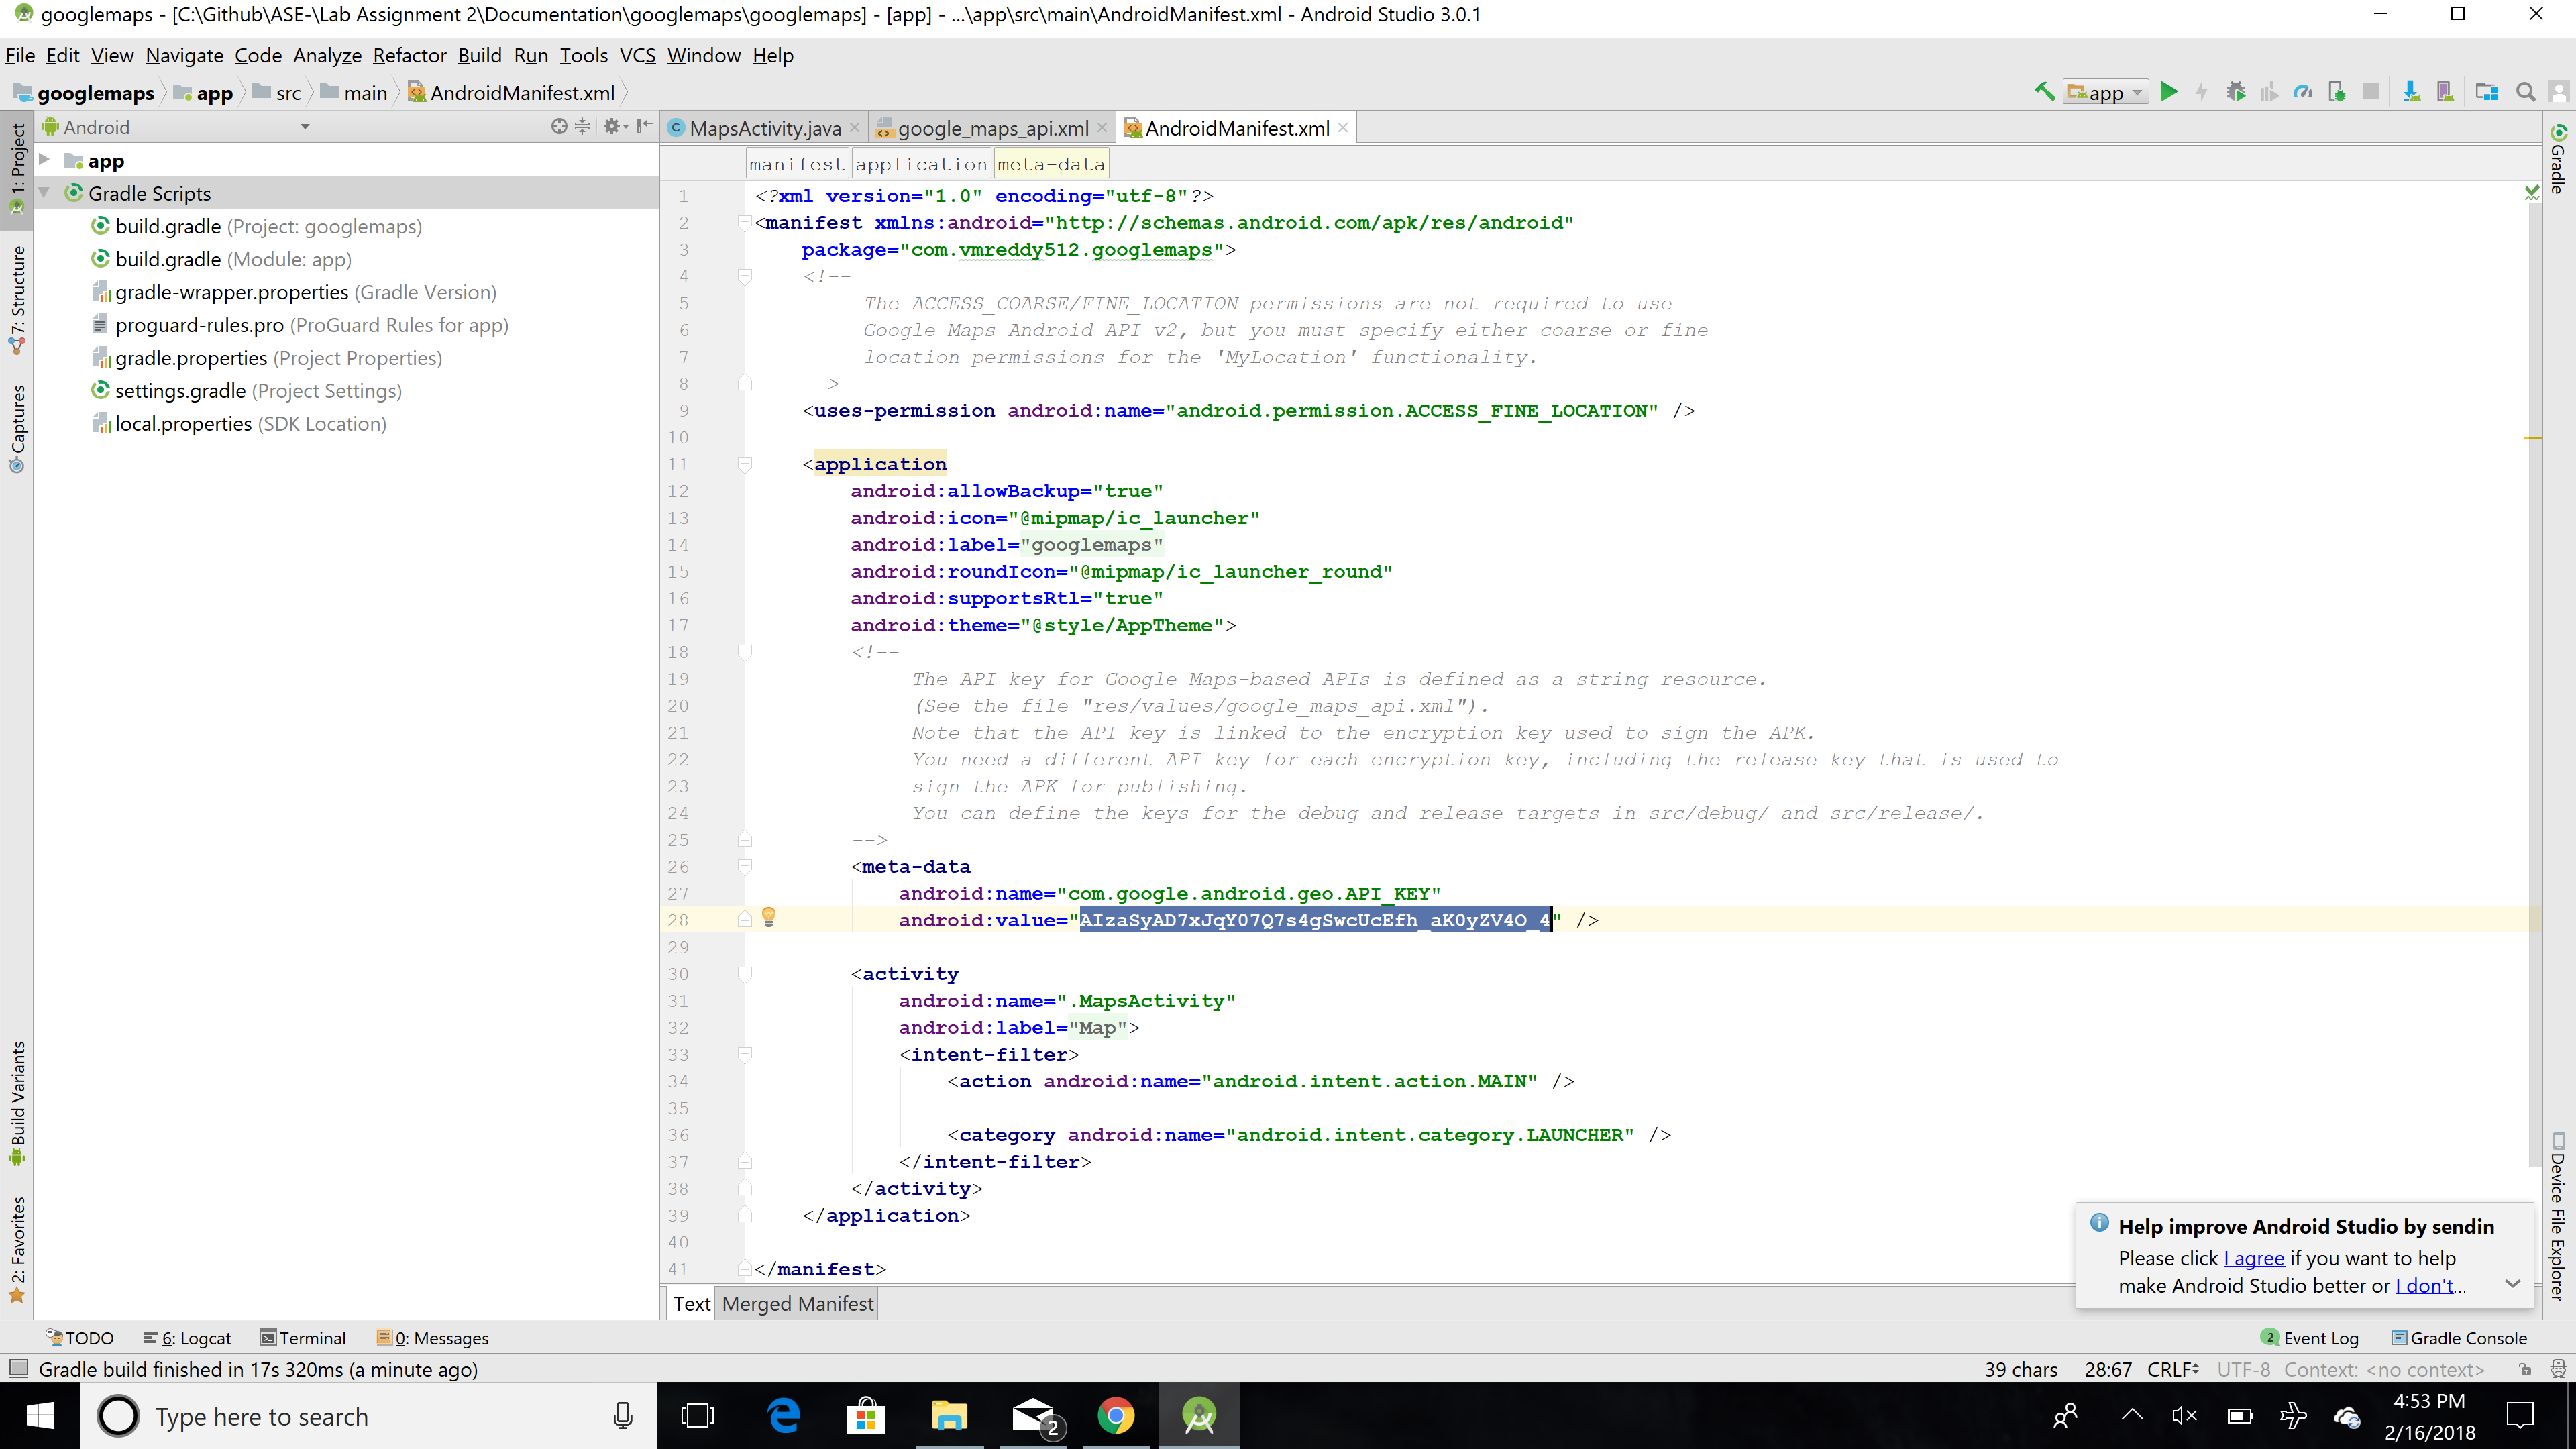 googlemaps - [C:\Github\ASE-\Lab Assignment 2\Documentation\googlemaps\googlemaps] - [app] - ...\app\src\main\AndroidManifest.xml - Android Studio 3.0.1
File Edit View Navigate Code Analyze Refactor Build Run Tools VCS Window Help
googlemaps app src main AndroidManifest.xml
app
Android
MapsActivity.java google_maps_api.xml AndroidManifest.xml
manifest application meta-data
1: Project
7: Structure
Captures
Build Variants
2: Favorites
app
Gradle Scripts
build.gradle (Project: googlemaps)
build.gradle (Module: app)
gradle-wrapper.properties (Gradle Version)
proguard-rules.pro (ProGuard Rules for app)
gradle.properties (Project Properties)
settings.gradle (Project Settings)
local.properties (SDK Location)
1 <?xml version="1.0" encoding="utf-8"?>
2 <manifest xmlns:android="http://schemas.android.com/apk/res/android"
3 package="com.vmreddy512.googlemaps">
4 <!--
5 The ACCESS_COARSE/FINE_LOCATION permissions are not required to use
6 Google Maps Android API v2, but you must specify either coarse or fine
7 location permissions for the 'MyLocation' functionality.
8 -->
9 <uses-permission android:name="android.permission.ACCESS_FINE_LOCATION" />
10
11 <application
12 android:allowBackup="true"
13 android:icon="@mipmap/ic_launcher"
14 android:label="googlemaps"
15 android:roundIcon="@mipmap/ic_launcher_round"
16 android:supportsRtl="true"
17 android:theme="@style/AppTheme">
18 <!--
19 The API key for Google Maps-based APIs is defined as a string resource.
20 (See the file "res/values/google_maps_api.xml").
21 Note that the API key is linked to the encryption key used to sign the APK.
22 You need a different API key for each encryption key, including the release key that is used to
23 sign the APK for publishing.
24 You can define the keys for the debug and release targets in src/debug/ and src/release/.
25 -->
26 <meta-data
27 android:name="com.google.android.geo.API_KEY"
28 android:value="AIzaSyAD7xJqY07Q7s4gSwcUcEfh_aK0yZV4O_4" />
29
30 <activity
31 android:name=".MapsActivity"
32 android:label="Map">
33 <intent-filter>
34 <action android:name="android.intent.action.MAIN" />
35
36 <category android:name="android.intent.category.LAUNCHER" />
37 </intent-filter>
38 </activity>
39 </application>
40
41 </manifest>
Gradle
Device File Explorer
Help improve Android Studio by sendin
Please click I agree if you want to help
make Android Studio better or I don't...
Text Merged Manifest
TODO 6: Logcat Terminal 0: Messages 2 Event Log Gradle Console
Gradle build finished in 17s 320ms (a minute ago) 39 chars 28:67 CRLF UTF-8 Context: <no context>
Type here to search
2
4:53 PM
2/16/2018